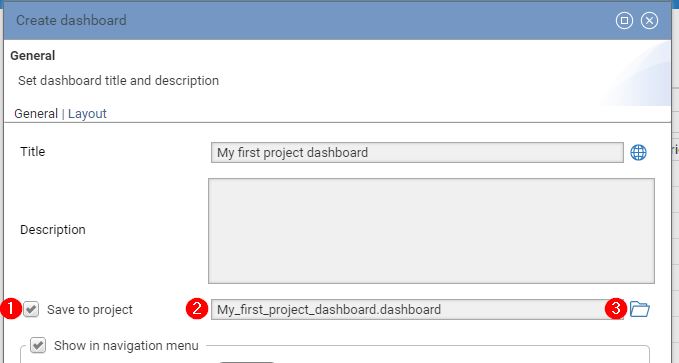 Create dashboard
General
Set dashboard title and description
General | Layout
Title My first project dashboard
Description
1 Save to project 2 My_first_project_dashboard.dashboard 3
Show in navigation menu